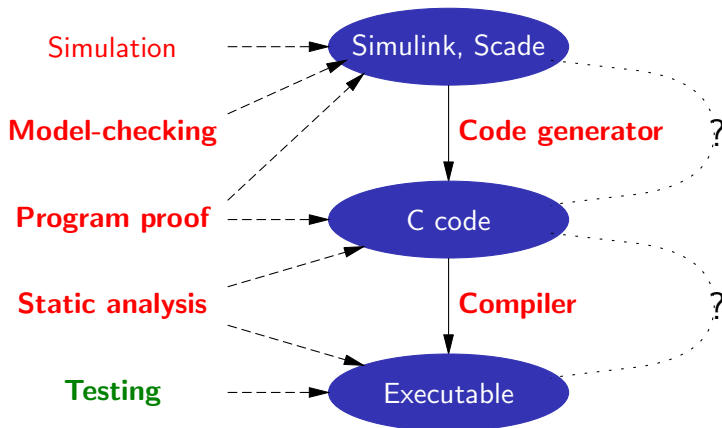 Simulation
Simulink, Scade
Model-checking
Code generator
?
Program proof
C code
Static analysis
Compiler
?
Testing
Executable